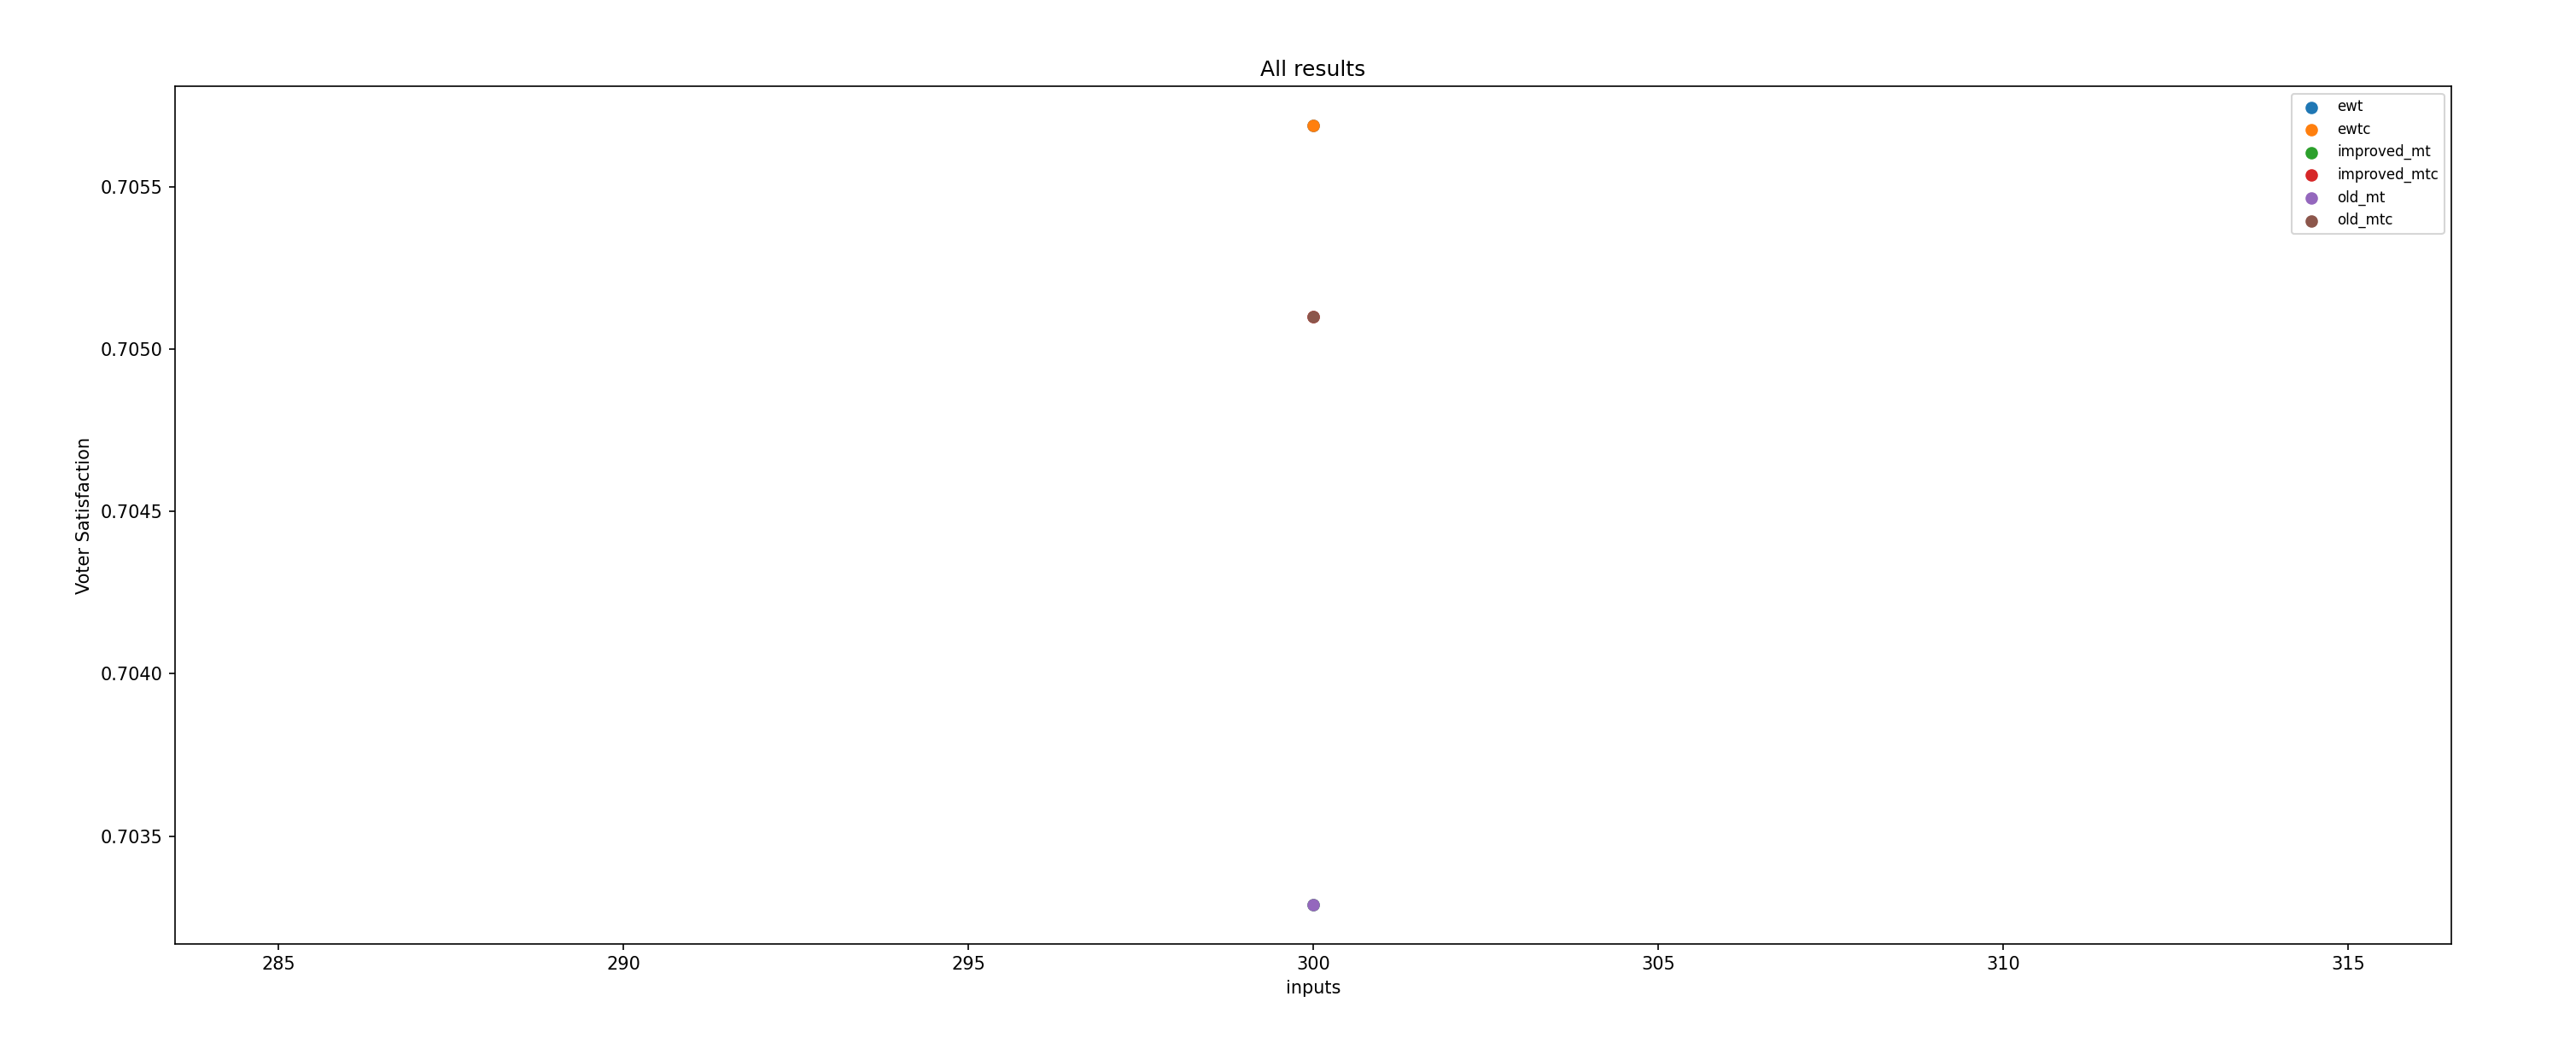 All results
ewt
ewtc
improved_mt
improved_mtc
old_mt
old_mtc
0.7055
0.7050
0.7045
0.7040
0.7035
Voter Satisfaction
285 290 295 300 305 310 315
inputs